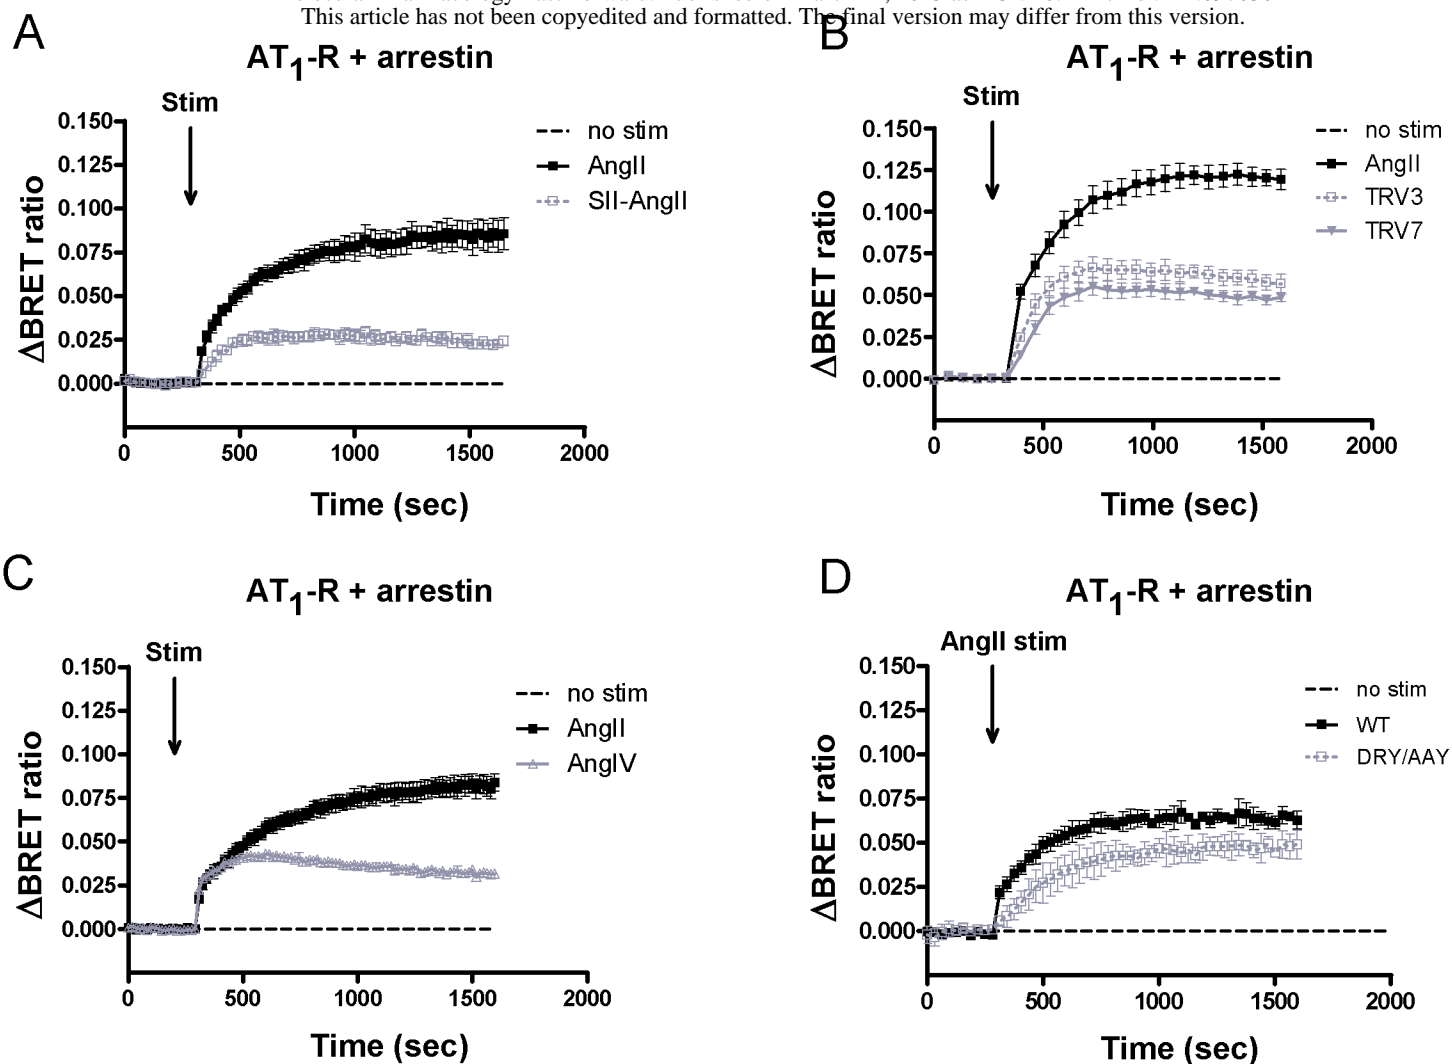 This article has not been copyedited and formatted. The final version may differ from this version.
A
AT1-R + arrestin
Stim
0.150
0.125
0.100
0.075
0.050
0.025
0.000
ΔBRET ratio
no stim
AngII
SII-AngII
0 500 1000 1500 2000
Time (sec)
B
AT1-R + arrestin
Stim
0.150
0.125
0.100
0.075
0.050
0.025
0.000
ΔBRET ratio
no stim
AngII
TRV3
TRV7
0 500 1000 1500 2000
Time (sec)
C
AT1-R + arrestin
Stim
0.150
0.125
0.100
0.075
0.050
0.025
0.000
ΔBRET ratio
no stim
AngII
AngIV
0 500 1000 1500 2000
Time (sec)
D
AT1-R + arrestin
AngII stim
0.150
0.125
0.100
0.075
0.050
0.025
0.000
ΔBRET ratio
no stim
WT
DRY/AAY
0 500 1000 1500 2000
Time (sec)